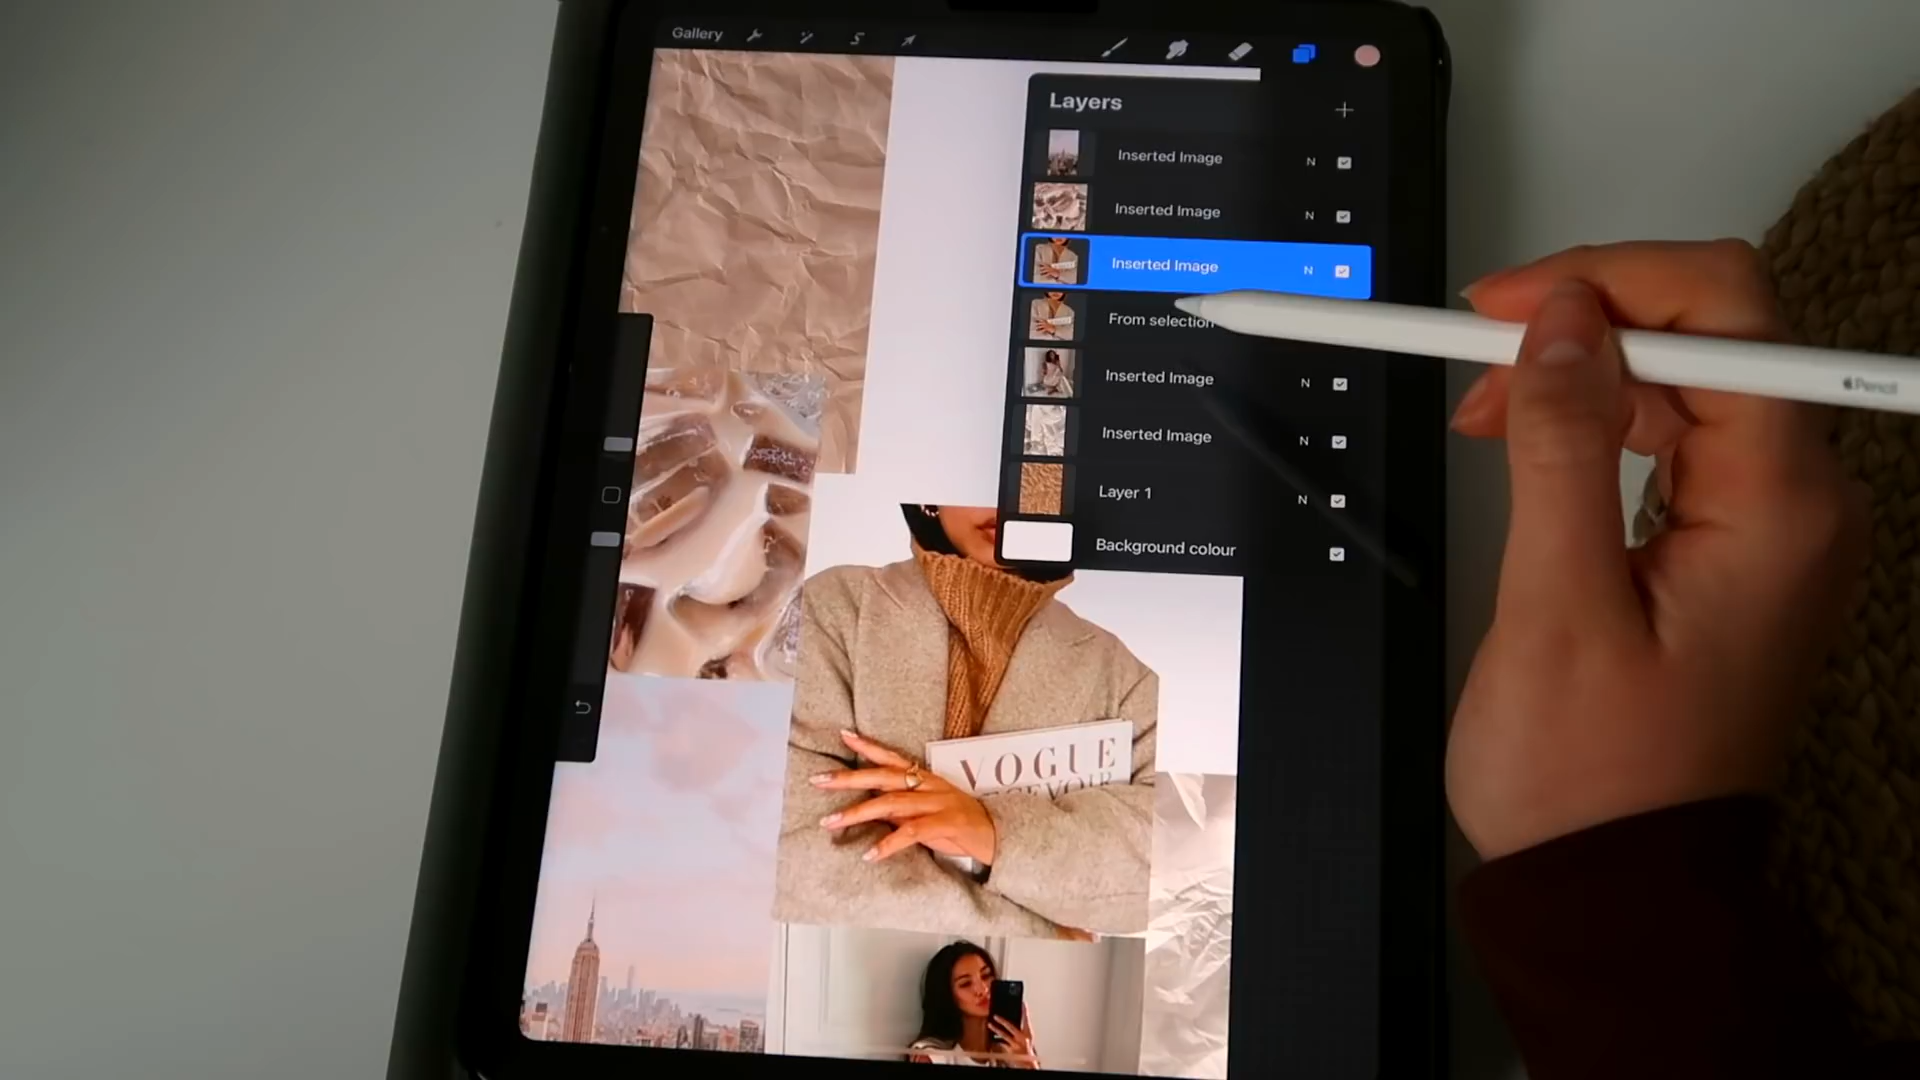 Gallery
Layers
Inserted Image N
Inserted Image N
Inserted Image N
From selection
Inserted Image N
Inserted Image N
Layer 1 N
Background colour
Pencil
VOGUE